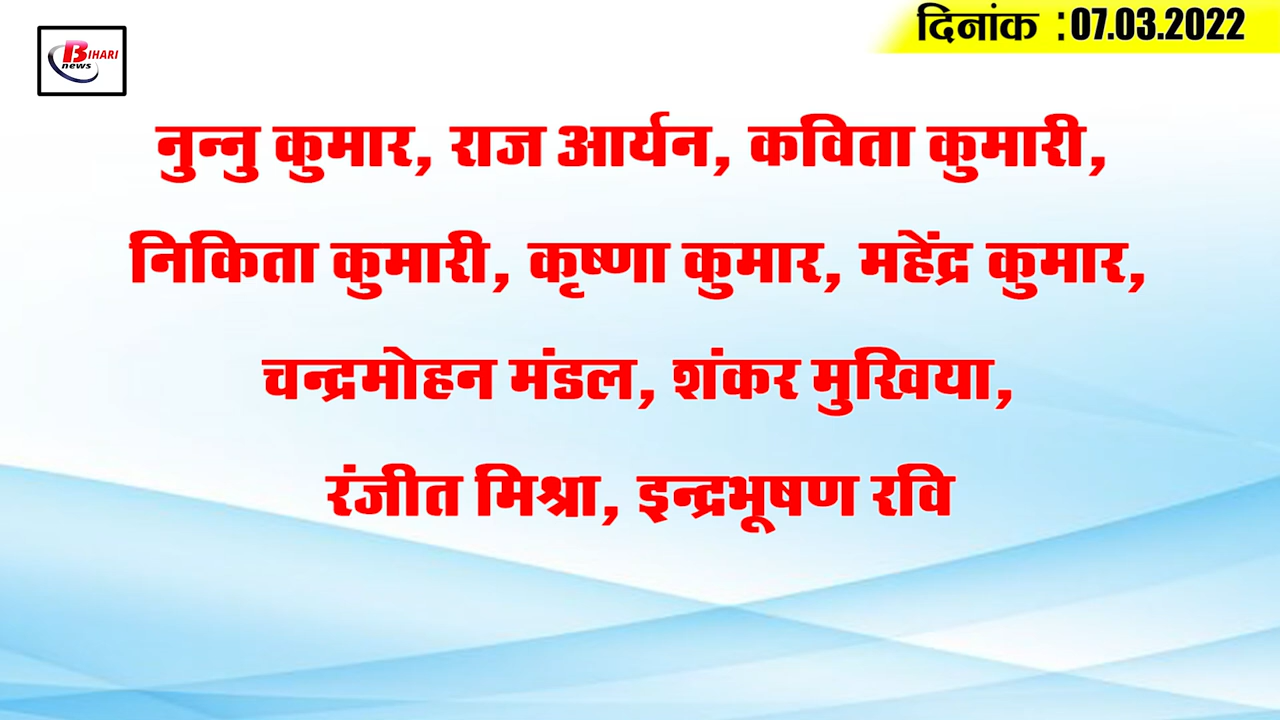 दिनांक :07.03.2022
BIHARI
news
नुन्नु कुमार, राज आर्यन, कविता कुमारी,
निकिता कुमारी, कृष्णा कुमार, महेंद्र कुमार,
चन्द्रमोहन मंडल, शंकर मुखिया,
रंजीत मिश्रा, इन्द्रभूषण रवि